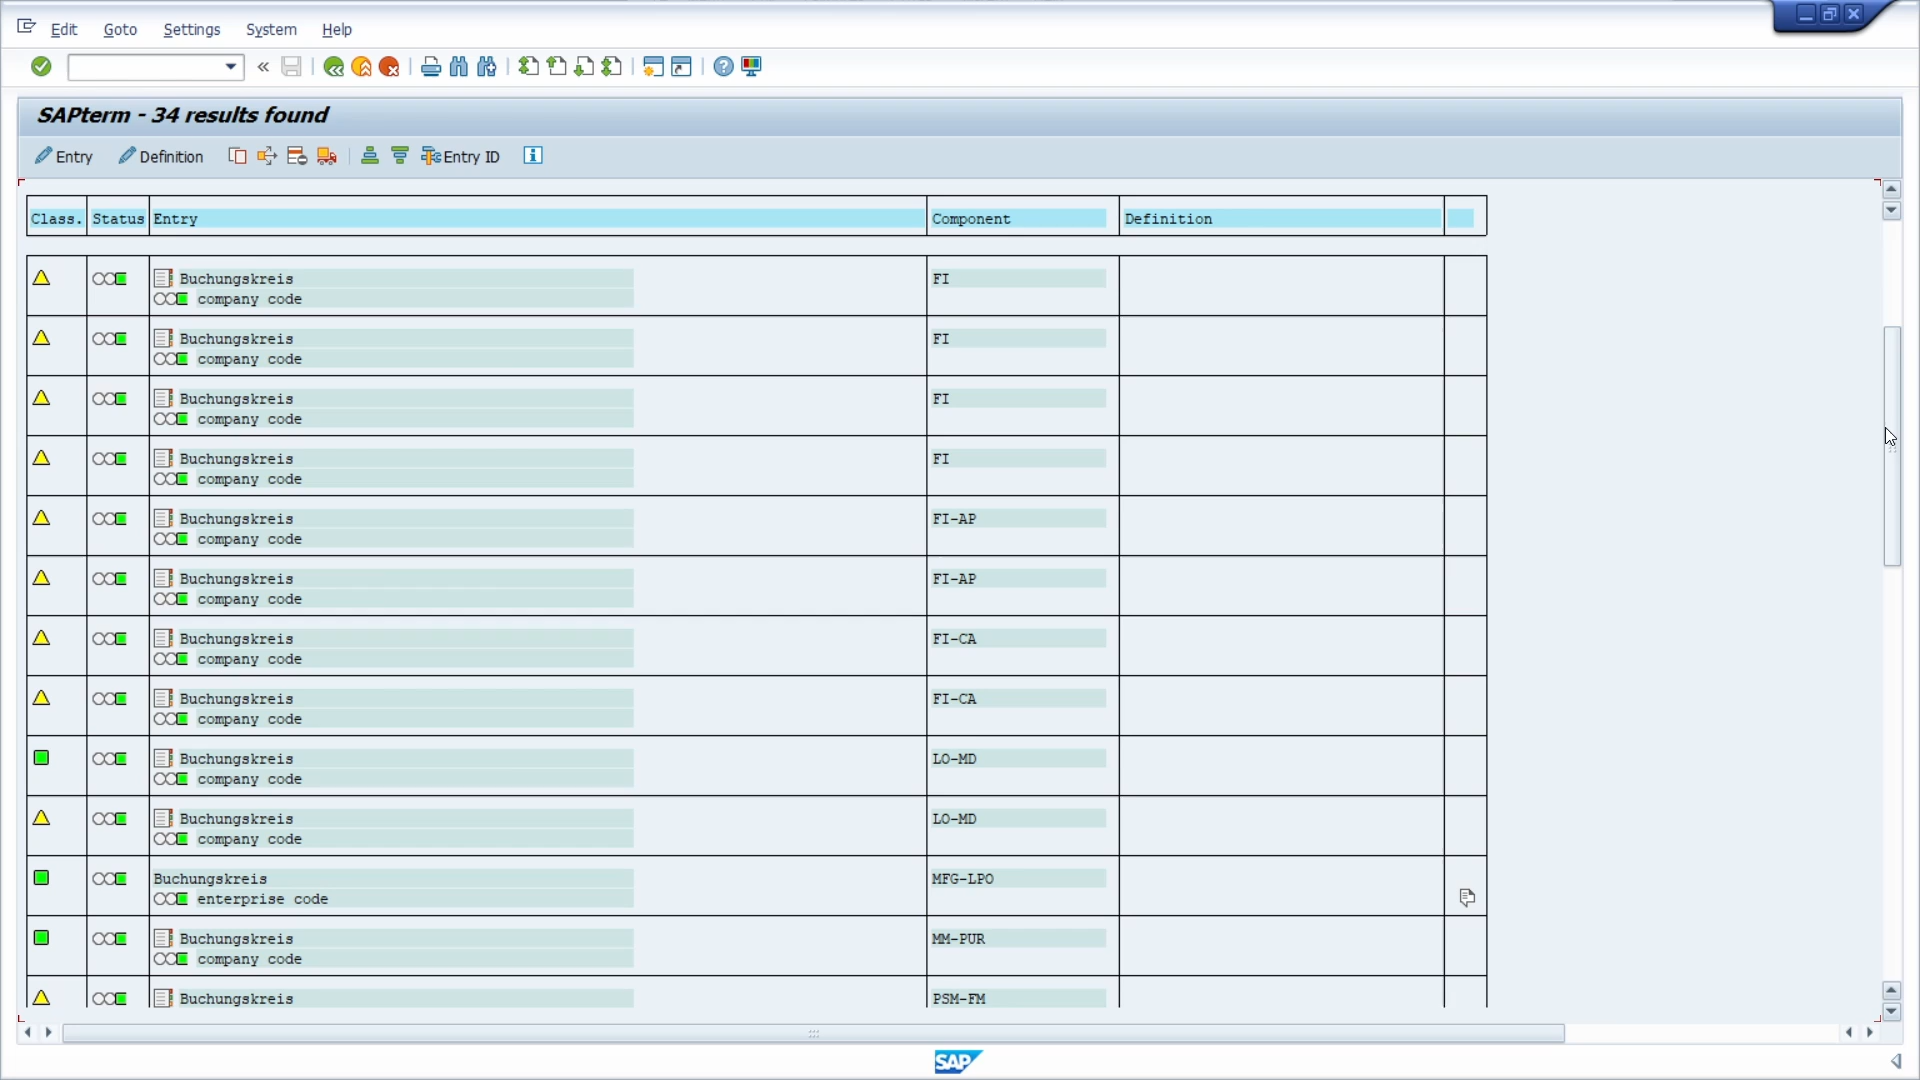 Edit Goto Settings System Help
SAPterm - 34 results found
Entry Definition Entry ID
Class. Status Entry Component Definition
Buchungskreis FI
company code
Buchungskreis FI
company code
Buchungskreis FI
company code
Buchungskreis FI
company code
Buchungskreis FI-AP
company code
Buchungskreis FI-AP
company code
Buchungskreis FI-CA
company code
Buchungskreis FI-CA
company code
Buchungskreis LO-MD
company code
Buchungskreis LO-MD
company code
Buchungskreis MFG-LPO
enterprise code
Buchungskreis MM-PUR
company code
Buchungskreis PSM-FM
SAP